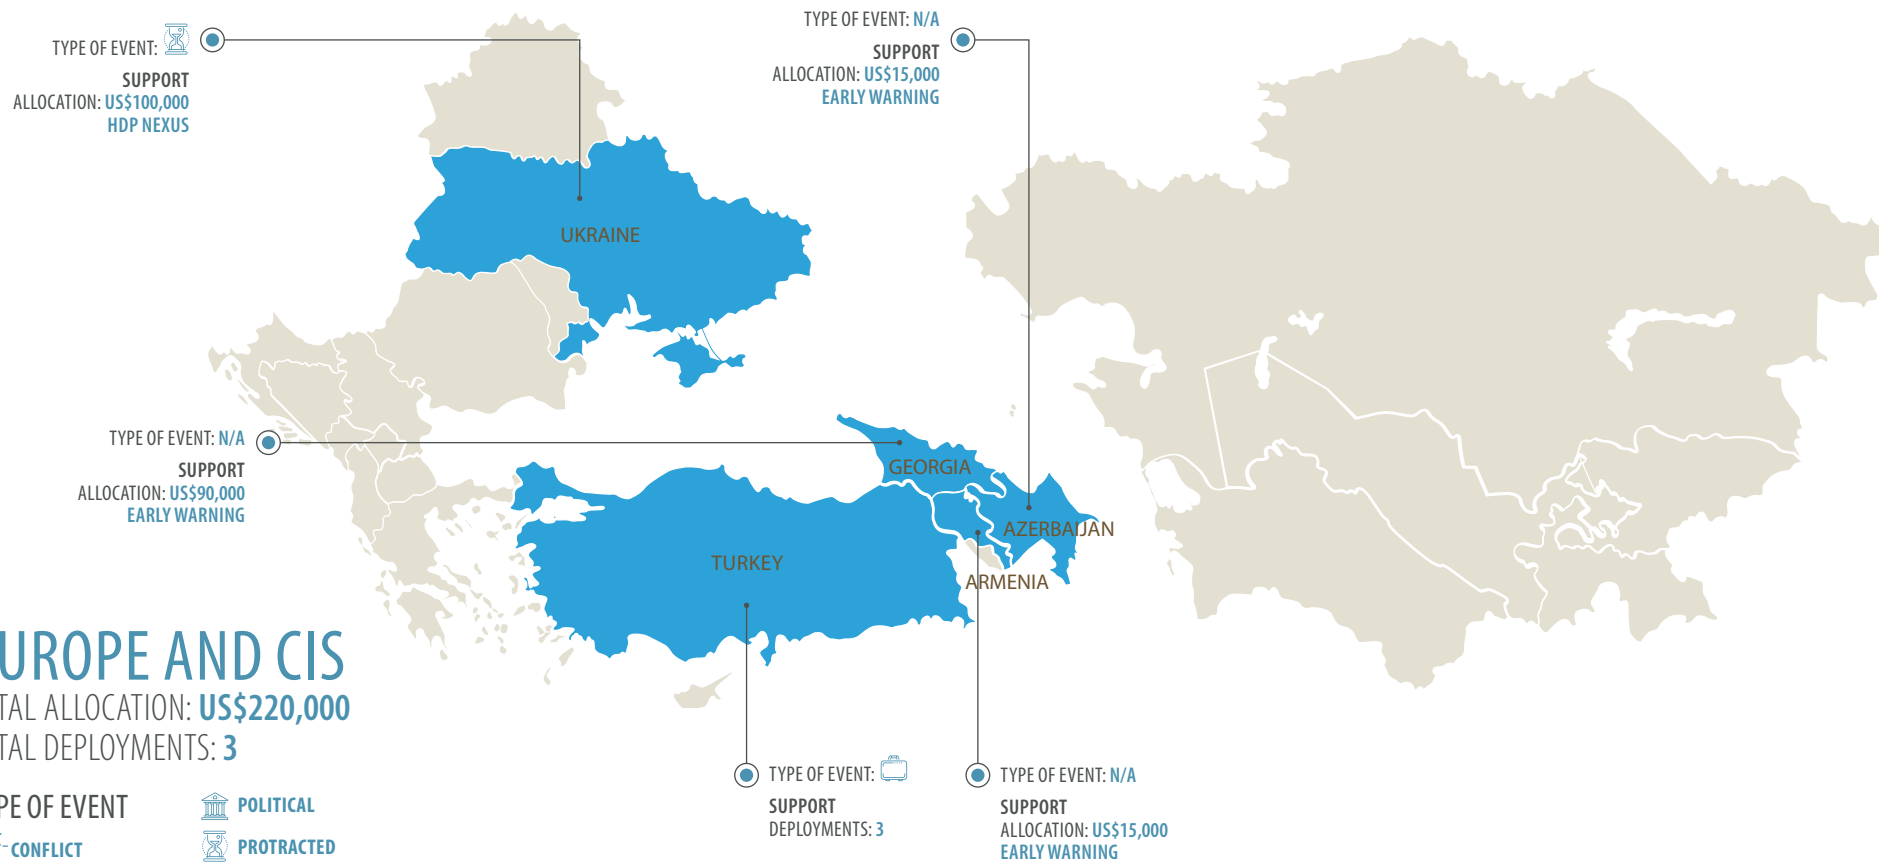 TYPE OF EVENT:
SUPPORT
ALLOCATION: US$100,000
HDP NEXUS
TYPE OF EVENT: N/A
SUPPORT
ALLOCATION: US$15,000
EARLY WARNING
UKRAINE
TYPE OF EVENT: N/A
SUPPORT
ALLOCATION: US$90,000
EARLY WARNING
GEORGIA
AZERBAIJAN
TURKEY
ARMENIA
UROPE AND CIS
TAL ALLOCATION: US$220,000
TAL DEPLOYMENTS: 3
PE OF EVENT
CONFLICT
POLITICAL
PROTRACTED
TYPE OF EVENT:
SUPPORT
DEPLOYMENTS: 3
TYPE OF EVENT: N/A
SUPPORT
ALLOCATION: US$15,000
EARLY WARNING